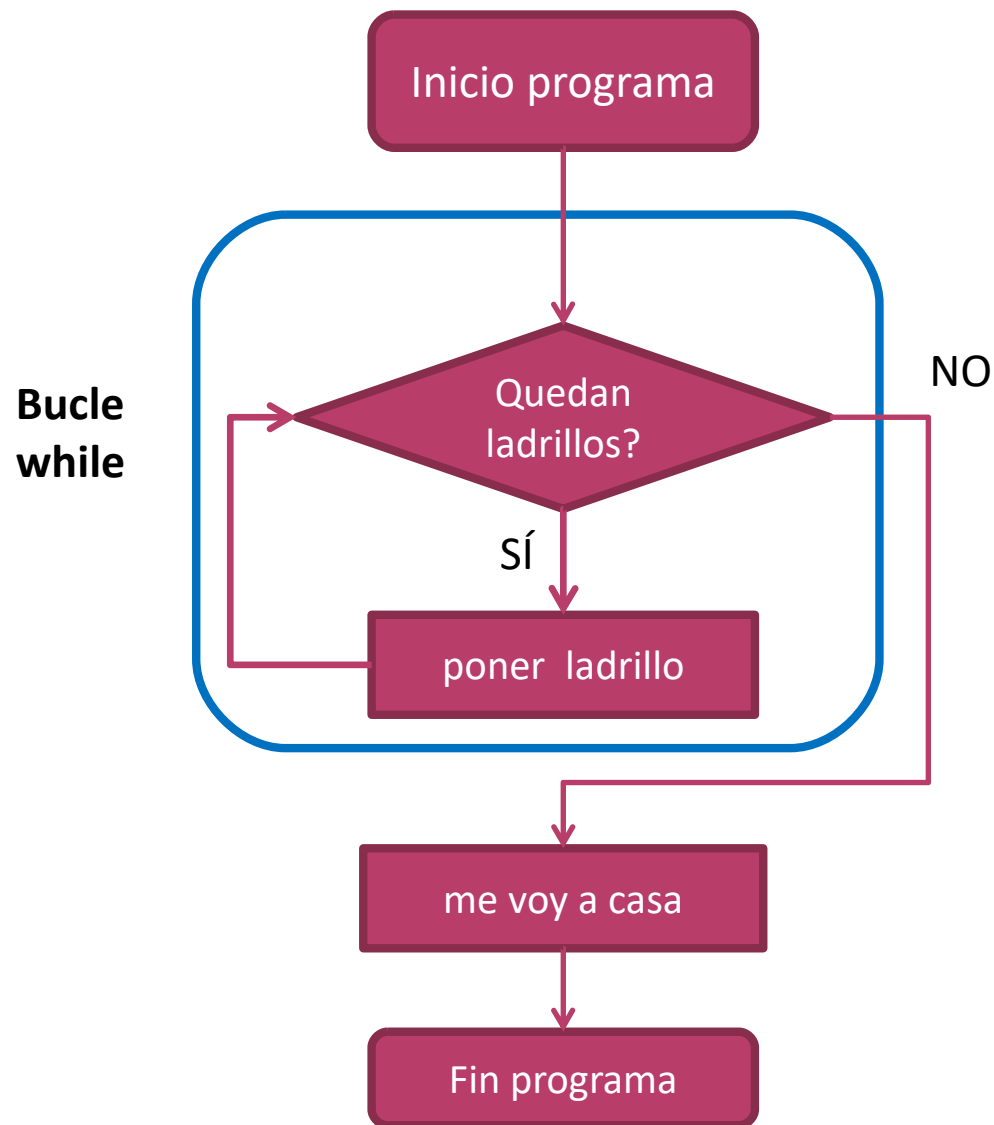 Inicio programa
Bucle
while
Quedan
ladrillos?
NO
SÍ
poner  ladrillo
me voy a casa
Fin programa